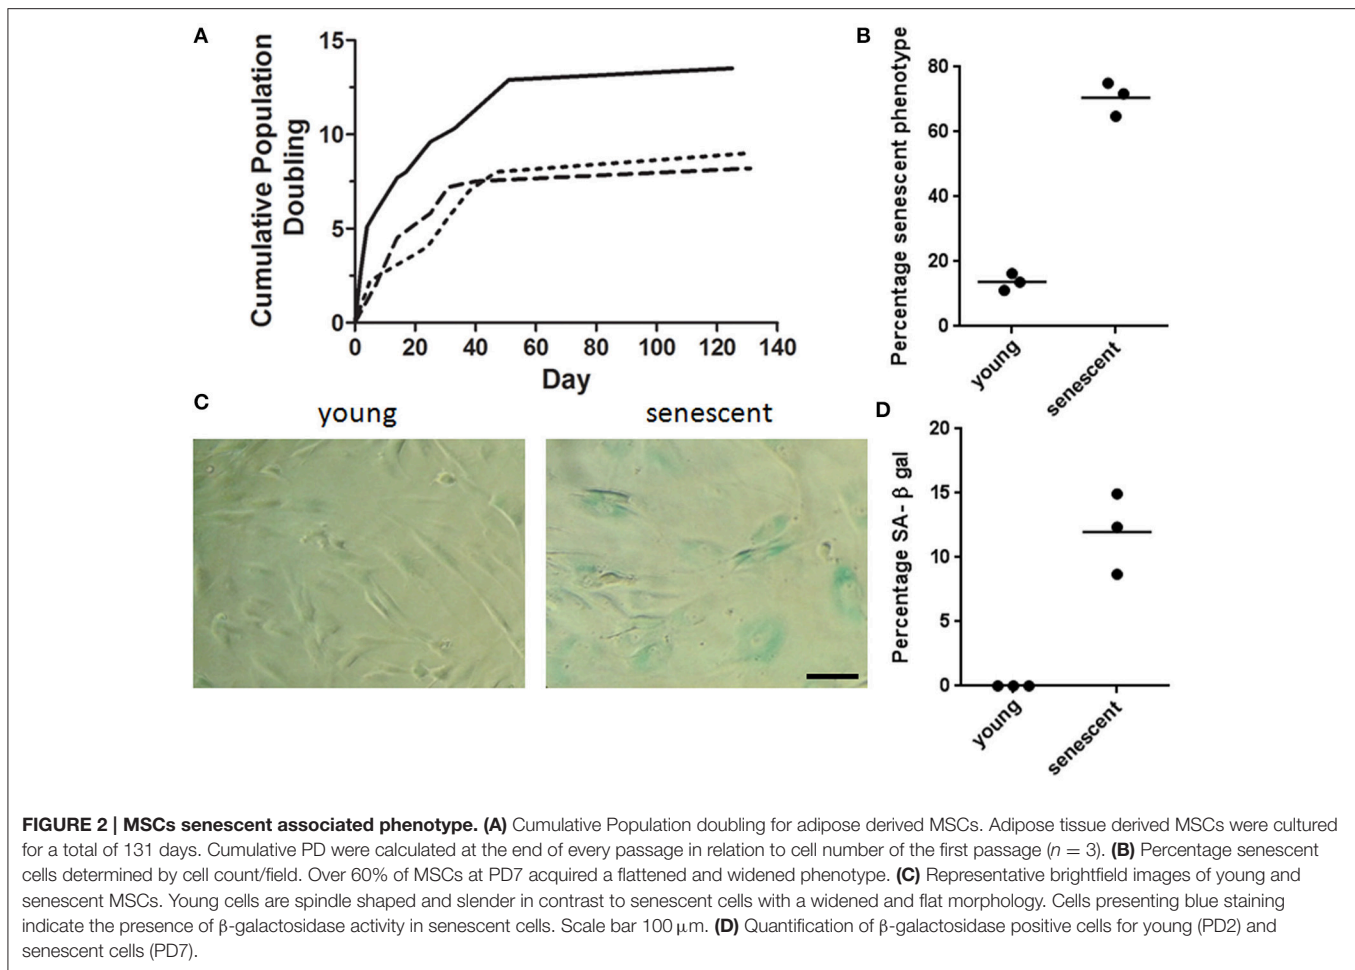 A
15
10
5
0
Cumulative Population
Doubling
0 20 40 60 80 100 120 140
Day
B
80
60
40
20
0
Percentage senescent phenotype
young
senescent
C
young senescent
D
20
15
10
5
0
Percentage SA- β gal
young
senescent
FIGURE 2 | MSCs senescent associated phenotype. (A) Cumulative Population doubling for adipose derived MSCs. Adipose tissue derived MSCs were cultured
for a total of 131 days. Cumulative PD were calculated at the end of every passage in relation to cell number of the first passage (n = 3). (B) Percentage senescent
cells determined by cell count/field. Over 60% of MSCs at PD7 acquired a flattened and widened phenotype. (C) Representative brightfield images of young and
senescent MSCs. Young cells are spindle shaped and slender in contrast to senescent cells with a widened and flat morphology. Cells presenting blue staining
indicate the presence of β-galactosidase activity in senescent cells. Scale bar 100 μm. (D) Quantification of β-galactosidase positive cells for young (PD2) and
senescent cells (PD7).